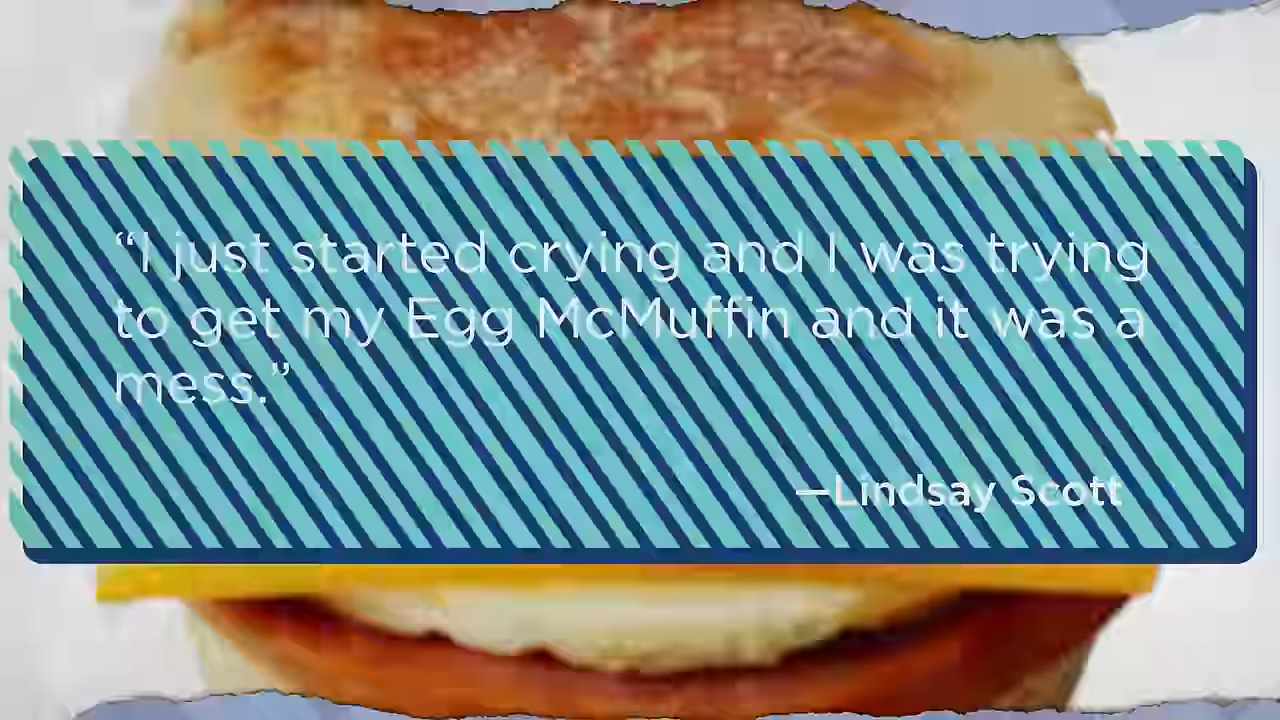 “I just started crying and I was trying
to get my Egg McMuffin and it was a
mess.”
—Lindsay Scott